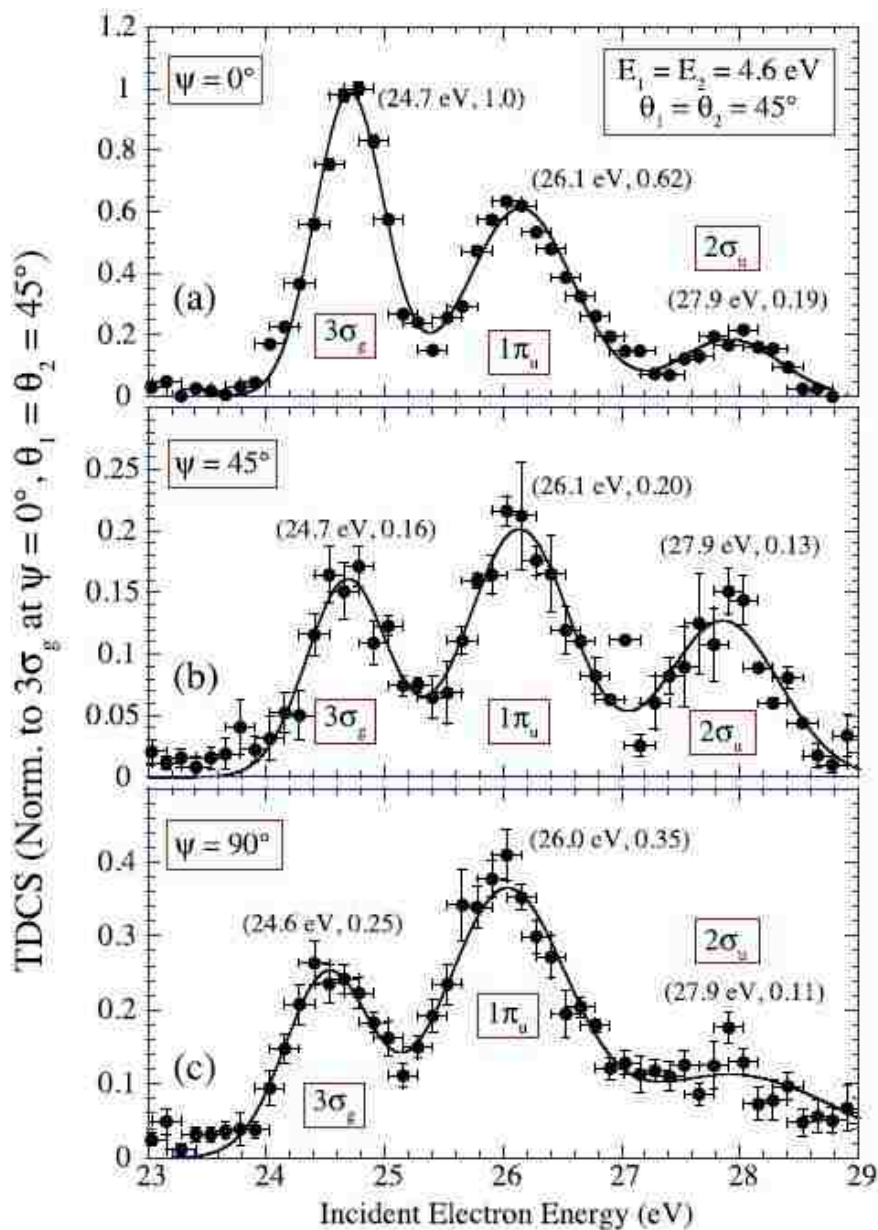 TDCS (Norm. to 3σg at ψ = 0°, θ1 = θ2 = 45°)
1.2
1
0.8
0.6
0.4
0.2
0
ψ = 0°
E1 = E2 = 4.6 eV
θ1 = θ2 = 45°
(24.7 eV, 1.0)
(26.1 eV, 0.62)
2σu
(27.9 eV, 0.19)
(a)
3σg
1πu
0.25
0.2
0.15
0.1
0.05
0
ψ = 45°
(26.1 eV, 0.20)
(24.7 eV, 0.16)
(27.9 eV, 0.13)
(b)
3σg
1πu
2σu
0.4
0.3
0.2
0.1
0
ψ = 90°
(26.0 eV, 0.35)
(24.6 eV, 0.25)
2σu
(27.9 eV, 0.11)
1πu
(c)
3σg
23 24 25 26 27 28 29
Incident Electron Energy (eV)